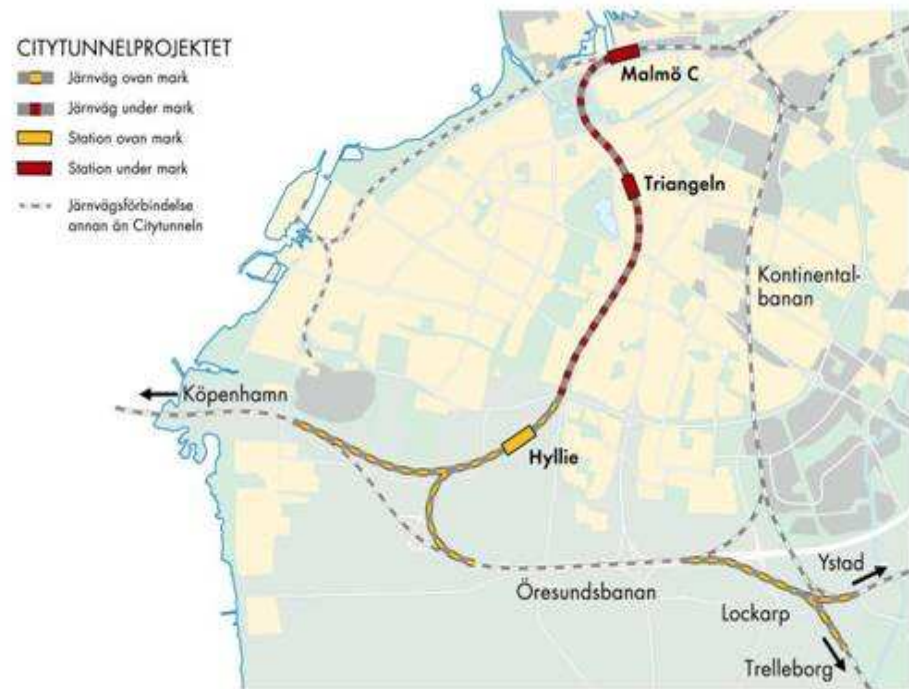 CITYTUNNELPROJEKTET
Järnväg ovan mark
Järnväg under mark
Station ovan mark
Station under mark
Järnvägsförbindelse
annan än Citytunneln
Malmö C
Triangeln
Kontinental-
banan
Köpenhamn
Hyllie
Öresundsbanan
Ystad
Lockarp
Trelleborg